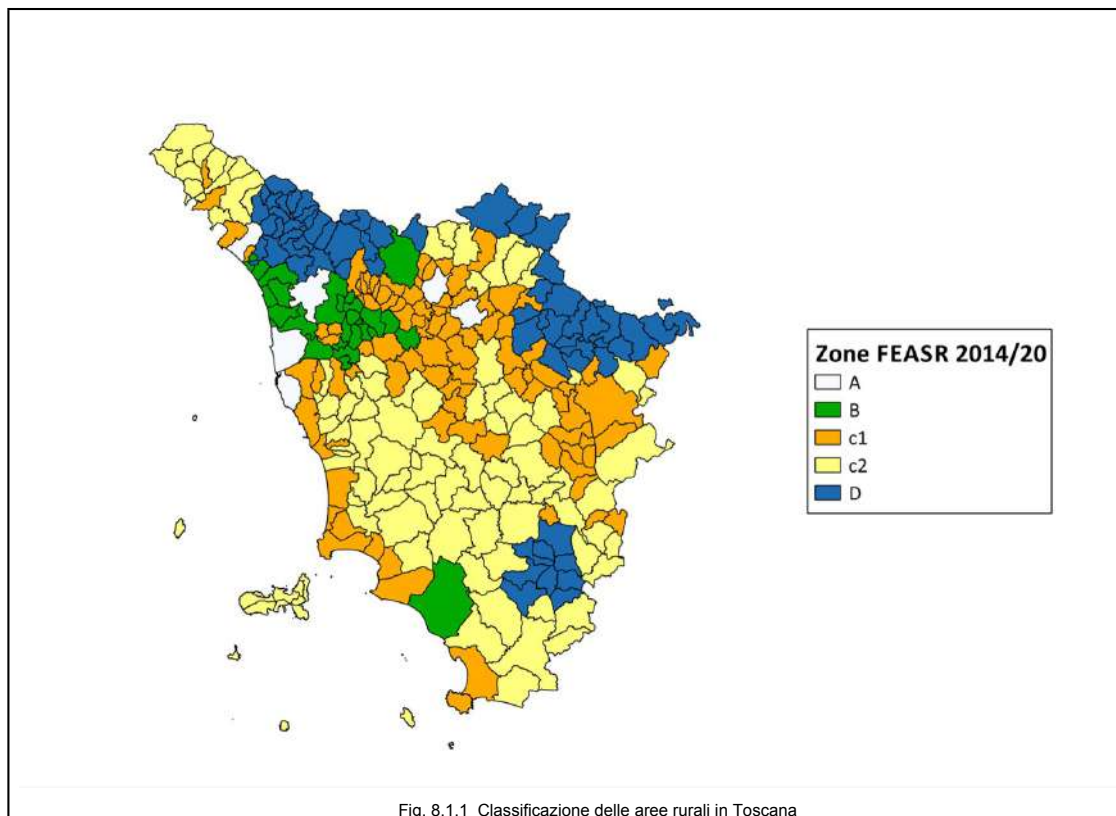 Zone FEASR 2014/20
A
B
c1
c2
D
Fig. 8.1.1 Classificazione delle aree rurali in Toscana